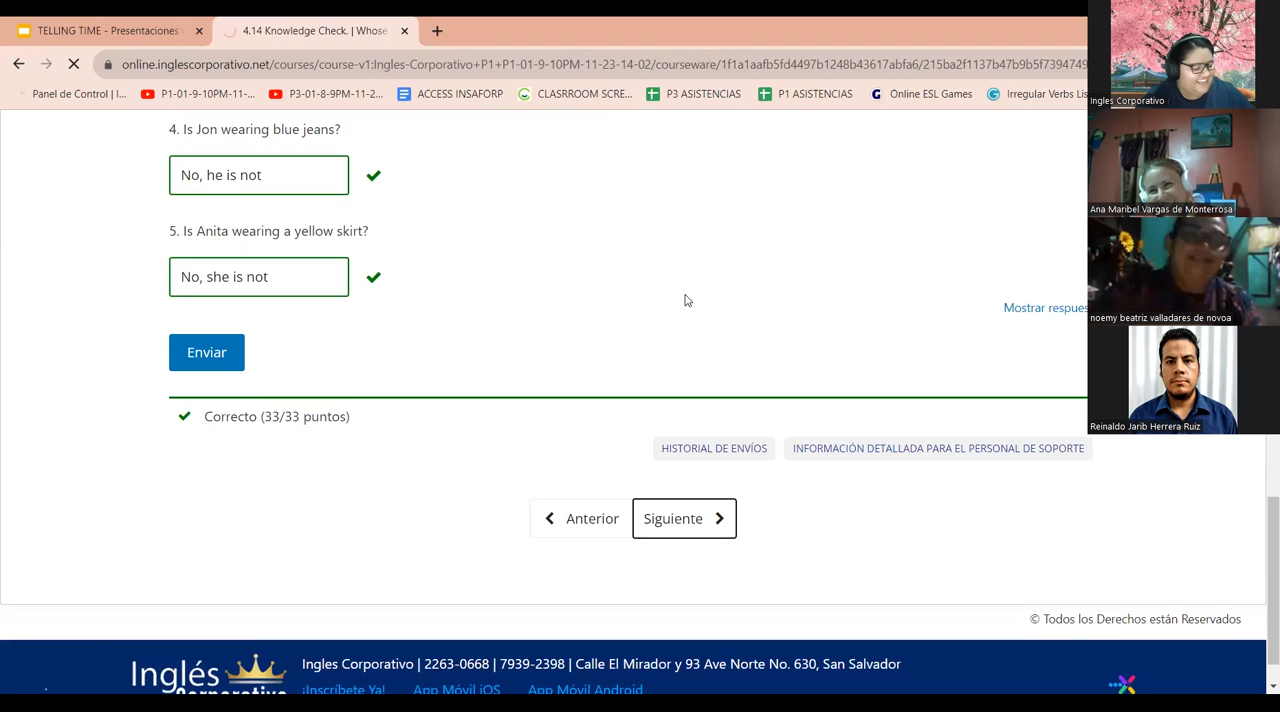 TELLING TIME - Presentaciones
4.14 Knowledge Check. | Whose
online.inglescorporativo.net/courses/course-v1:Ingles-Corporativo+P1+P1-01-9-10PM-11-23-14-02/courseware/1f1a1aafb5fd4497b1248b43617abfa6/215ba2f1137b47b9b5f7394749
Panel de Control | I...
P1-01-9-10PM-11-...
P3-01-8-9PM-11-2...
ACCESS INSAFORP
CLASRROOM SCRE...
P3 ASISTENCIAS
P1 ASISTENCIAS
Online ESL Games
Irregular Verbs Lis
4. Is Jon wearing blue jeans?
No, he is not
5. Is Anita wearing a yellow skirt?
No, she is not
Mostrar respues
Enviar
Correcto (33/33 puntos)
HISTORIAL DE ENVÍOS
INFORMACIÓN DETALLADA PARA EL PERSONAL DE SOPORTE
Anterior
Siguiente
© Todos los Derechos están Reservados
Inglés
Corporativo
Ingles Corporativo | 2263-0668 | 7939-2398 | Calle El Mirador y 93 Ave Norte No. 630, San Salvador
¡Inscríbete Ya!
App Móvil iOS
App Móvil Android
Ingles Corporativo
Ana Maribel Vargas de Monterrosa
noemy beatriz valladares de novoa
Reinaldo Jarib Herrera Ruiz